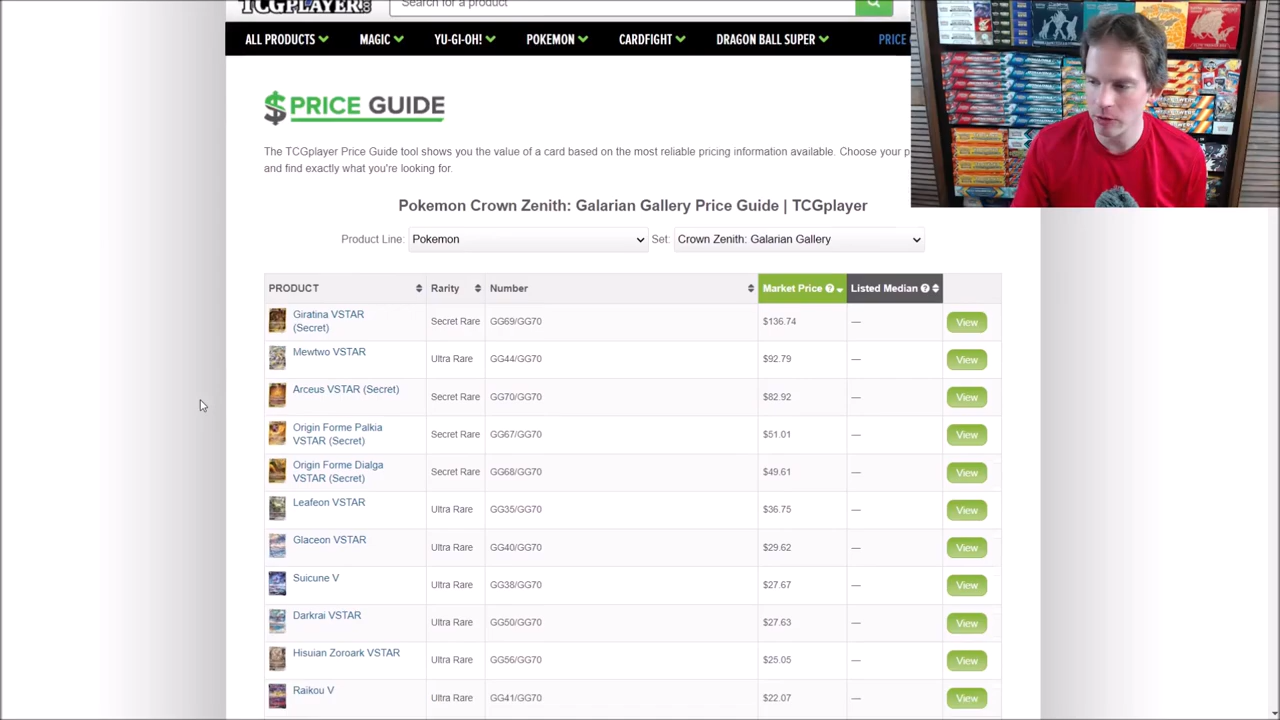 TCGPLAYER
Search for a product
MAGIC YU-GI-OH! CARDFIGHT DRAGON BALL SUPER PRICE
$PRICE GUIDE
Price Guide tool shows you the value of a card based on the most reliable pricing information available. Choose your p
and find exactly what you're looking for.
Pokemon Crown Zenith: Galarian Gallery Price Guide | TCGplayer
Product Line: Pokemon Set: Crown Zenith: Galarian Gallery
PRODUCT Rarity Number Market Price ? Listed Median ?
Giratina VSTAR
(Secret) Secret Rare GG69/GG70 $136.74 — View
Mewtwo VSTAR Ultra Rare GG44/GG70 $92.79 — View
Arceus VSTAR (Secret) Secret Rare GG70/GG70 $82.92 — View
Origin Forme Palkia
VSTAR (Secret) Secret Rare GG67/GG70 $51.01 — View
Origin Forme Dialga
VSTAR (Secret) Secret Rare GG68/GG70 $49.61 — View
Leafeon VSTAR Ultra Rare GG35/GG70 $36.75 — View
Glaceon VSTAR Ultra Rare GG40/GG70 $29.62 — View
Suicune V Ultra Rare GG38/GG70 $27.67 — View
Darkrai VSTAR Ultra Rare GG50/GG70 $27.63 — View
Hisuian Zoroark VSTAR Ultra Rare GG56/GG70 $25.05 — View
Raikou V Ultra Rare GG41/GG70 $22.07 — View